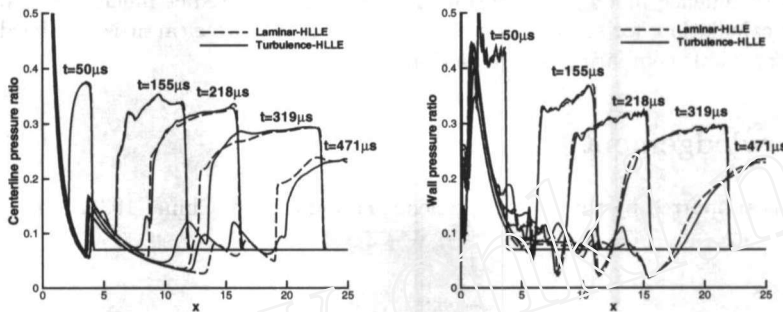 0.5
0.4
0.3
0.2
0.1
0
Centerline pressure ratio
Laminar-HLLE
Turbulence-HLLE
t=50μs
t=155μs
t=218μs
t=319μs
t=471μs
0
5
10
15
20
25
x
0.5
0.4
0.3
0.2
0.1
0
Wall pressure ratio
Laminar-HLLE
Turbulence-HLLE
t=50μs
t=155μs
t=218μs
t=319μs
t=471μs
0
5
10
15
20
25
x